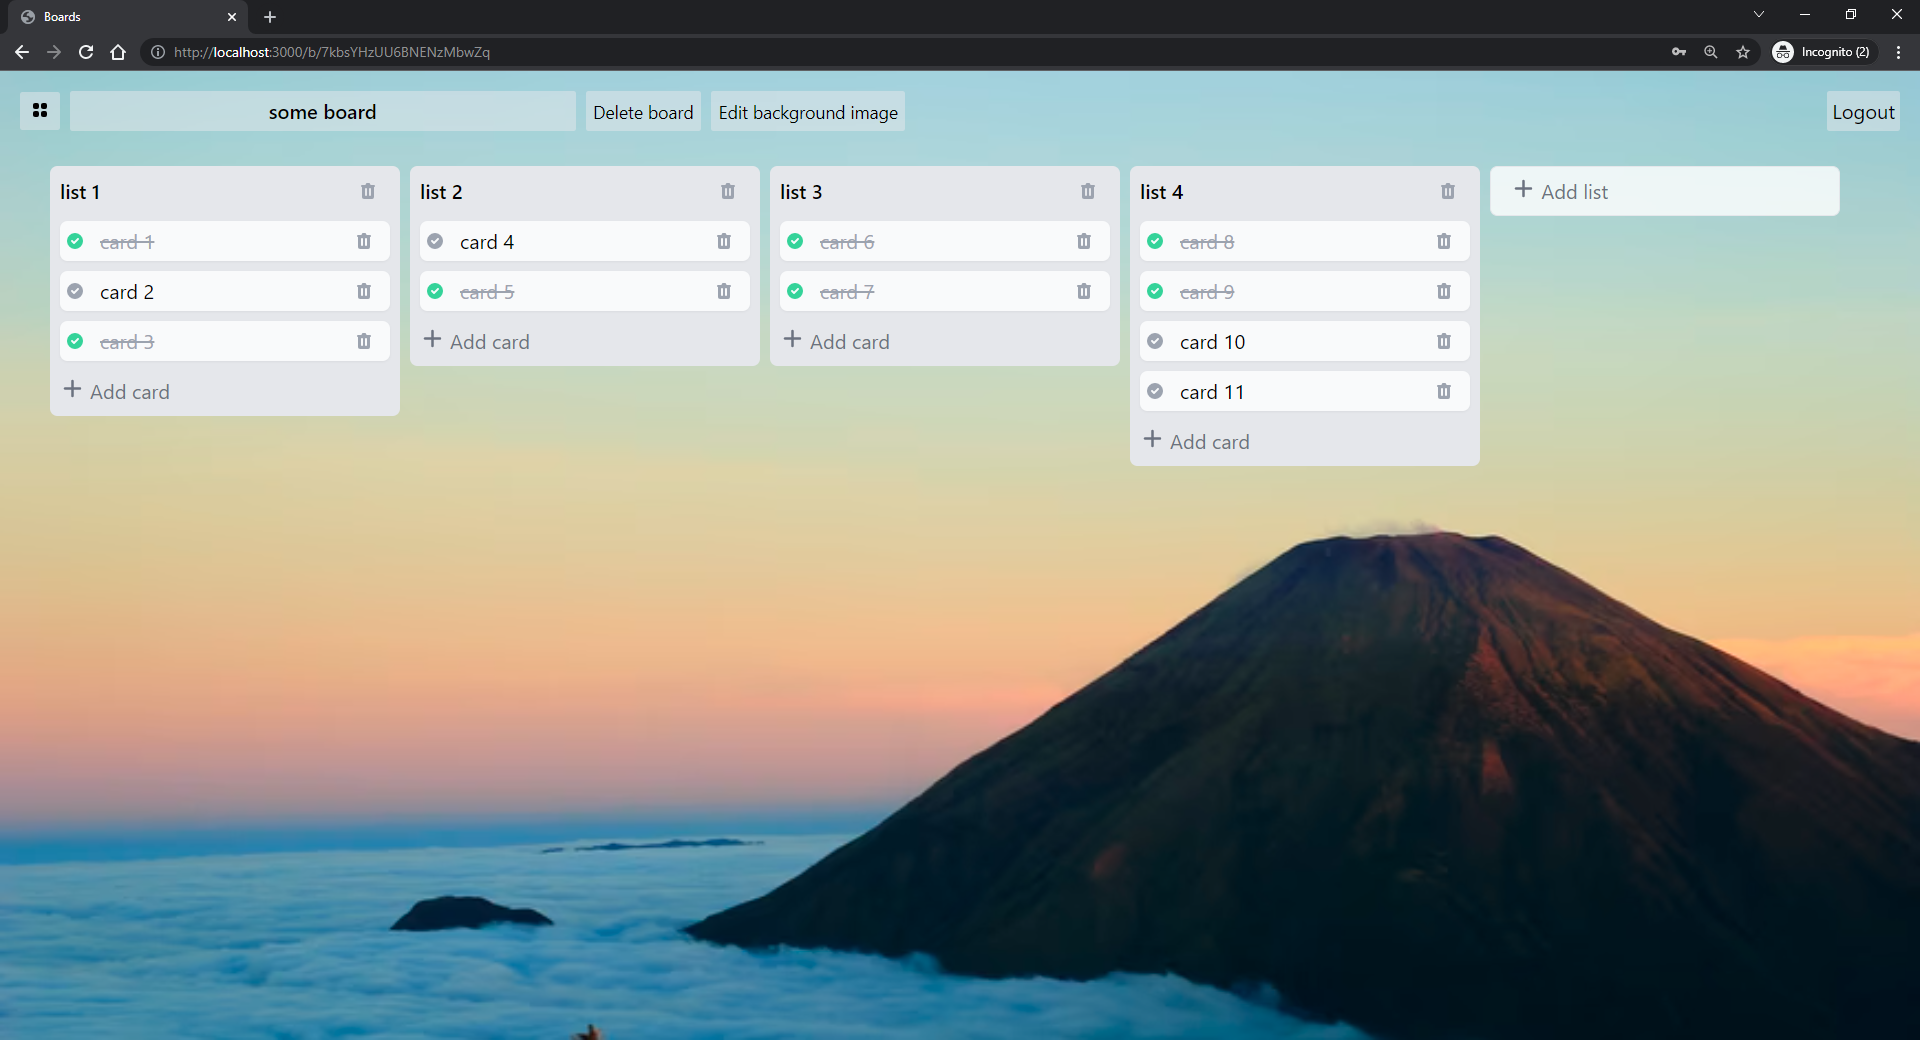 Boards
http://localhost:3000/b/7kbsYHzUU6BNENzMbwZq
Incognito (2)
some board
Delete board
Edit background image
Logout
list 1
card 1
card 2
card 3
Add card
list 2
card 4
card 5
Add card
list 3
card 6
card 7
Add card
list 4
card 8
card 9
card 10
card 11
Add card
Add list